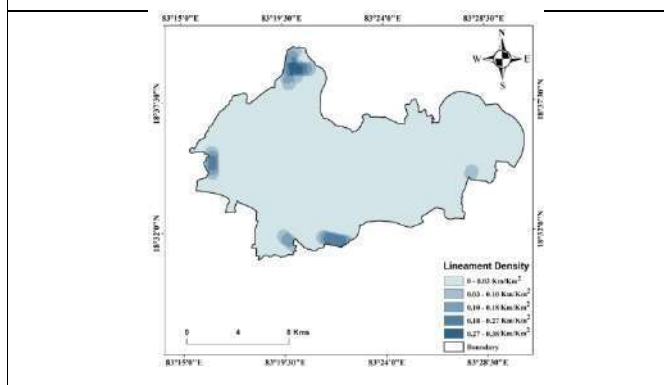 83°15'0"E 83°19'30"E 83°24'0"E 83°28'30"E
N
W E
S
18°37'30"N 18°37'30"N
18°32'0"N 18°32'0"N
Lineament Density
0 - 0.03 Km/Km²
0.03 - 0.10 Km/Km²
0.10 - 0.18 Km/Km²
0.18 - 0.27 Km/Km²
0.27 - 0.38 Km/Km²
Boundary
0 4 8 Kms
83°15'0"E 83°19'30"E 83°24'0"E 83°28'30"E